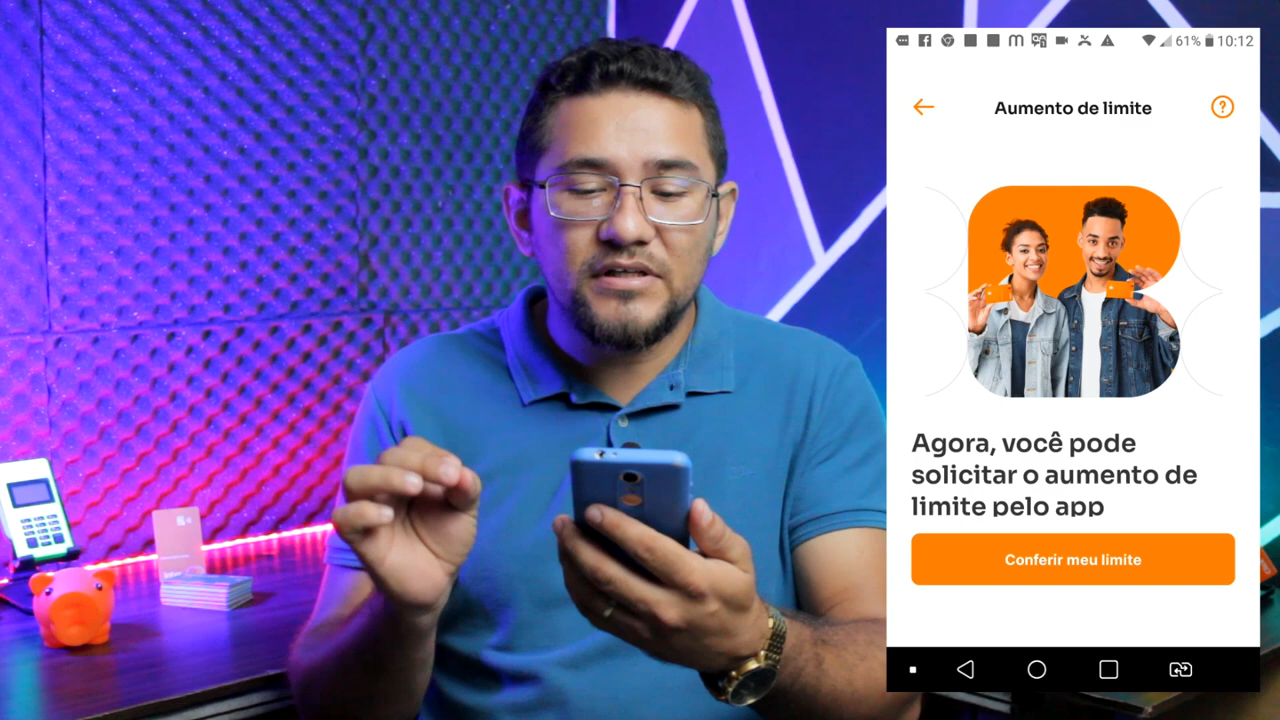 61% 10:12
Aumento de limite
Agora, você pode
solicitar o aumento de
limite pelo app
Conferir meu limite